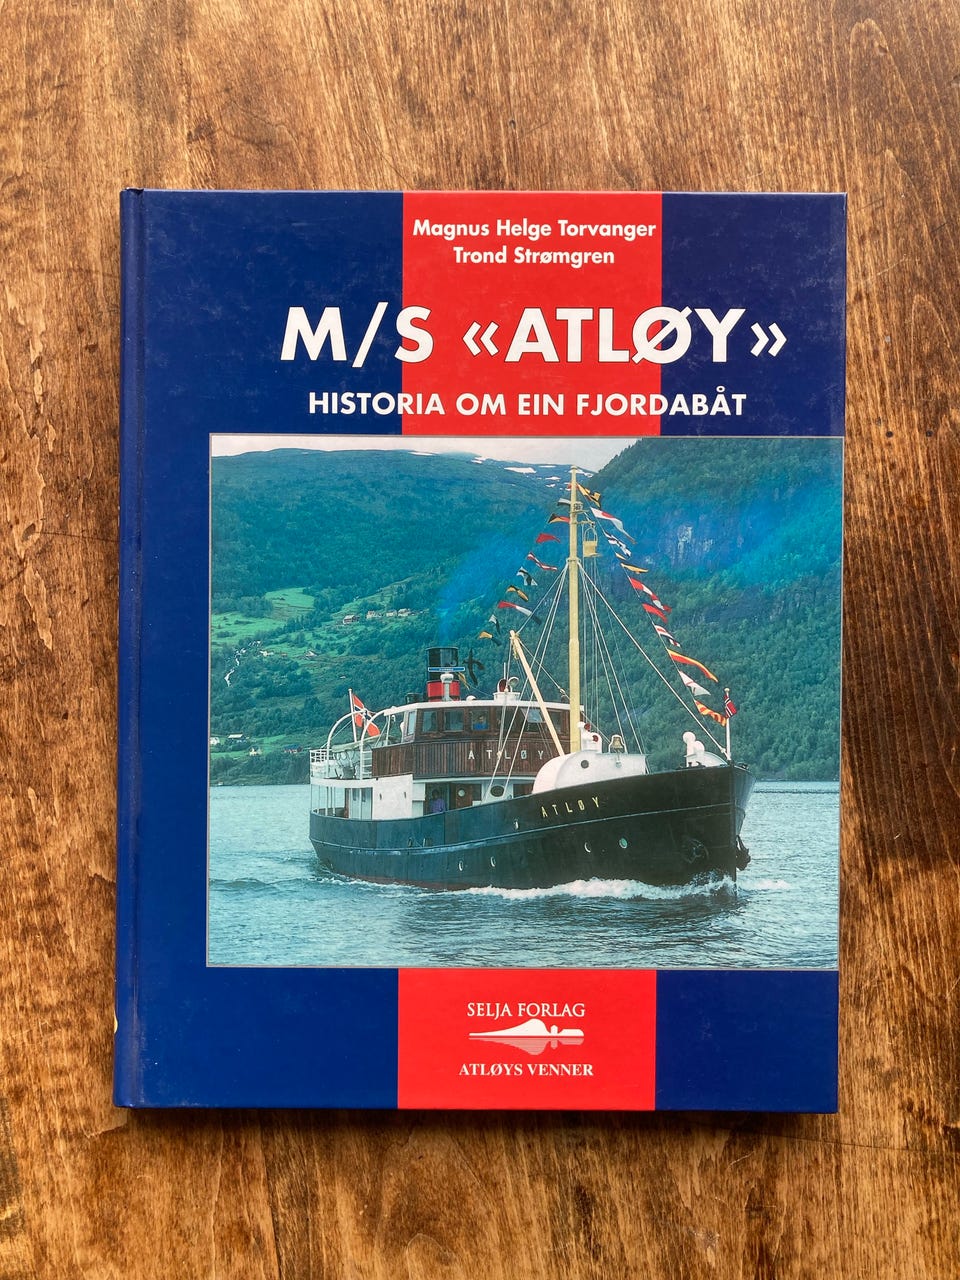 Magnus Helge Torvanger
Trond Strømgren
M/S «ATLØY»
HISTORIA OM EIN FJORDABÅT
ATLØY
ATLØY
SELJA FORLAG
ATLØYS VENNER